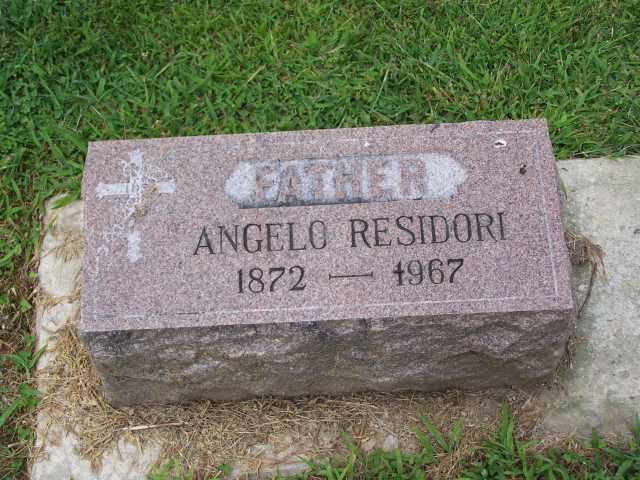 FATHER
ANGELO RESIDORI
1872 — 1967